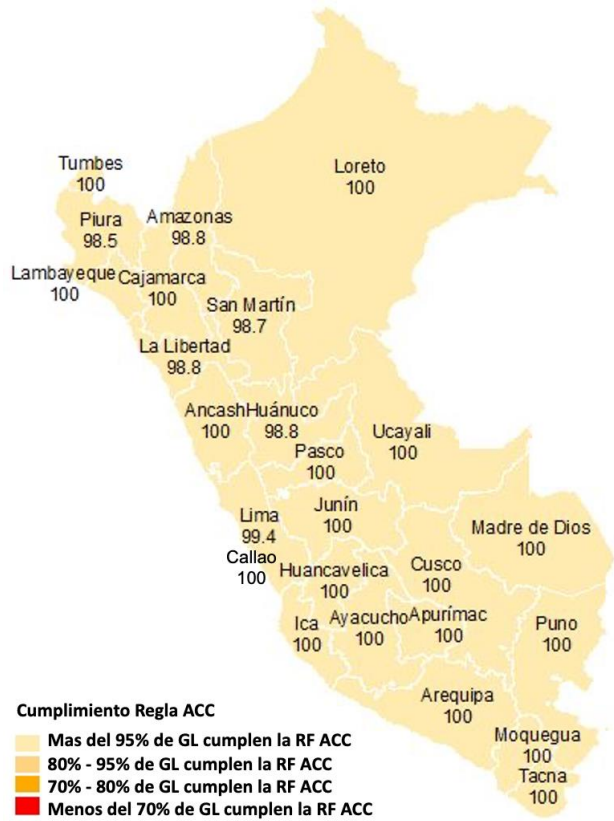 Tumbes
100
Loreto
100
Piura
98.5
Amazonas
98.8
Lambayeque
100
Cajamarca
100
San Martín
98.7
La Libertad
98.8
Ancash
100
Huánuco
98.8
Ucayali
100
Pasco
100
Lima
99.4
Junín
100
Madre de Dios
100
Callao
100
Huancavelica
100
Cusco
100
Ica
100
Ayacucho
100
Apurímac
100
Puno
100
Arequipa
100
Moquegua
100
Tacna
100
Cumplimiento Regla ACC
Mas del 95% de GL cumplen la RF ACC
80% - 95% de GL cumplen la RF ACC
70% - 80% de GL cumplen la RF ACC
Menos del 70% de GL cumplen la RF ACC